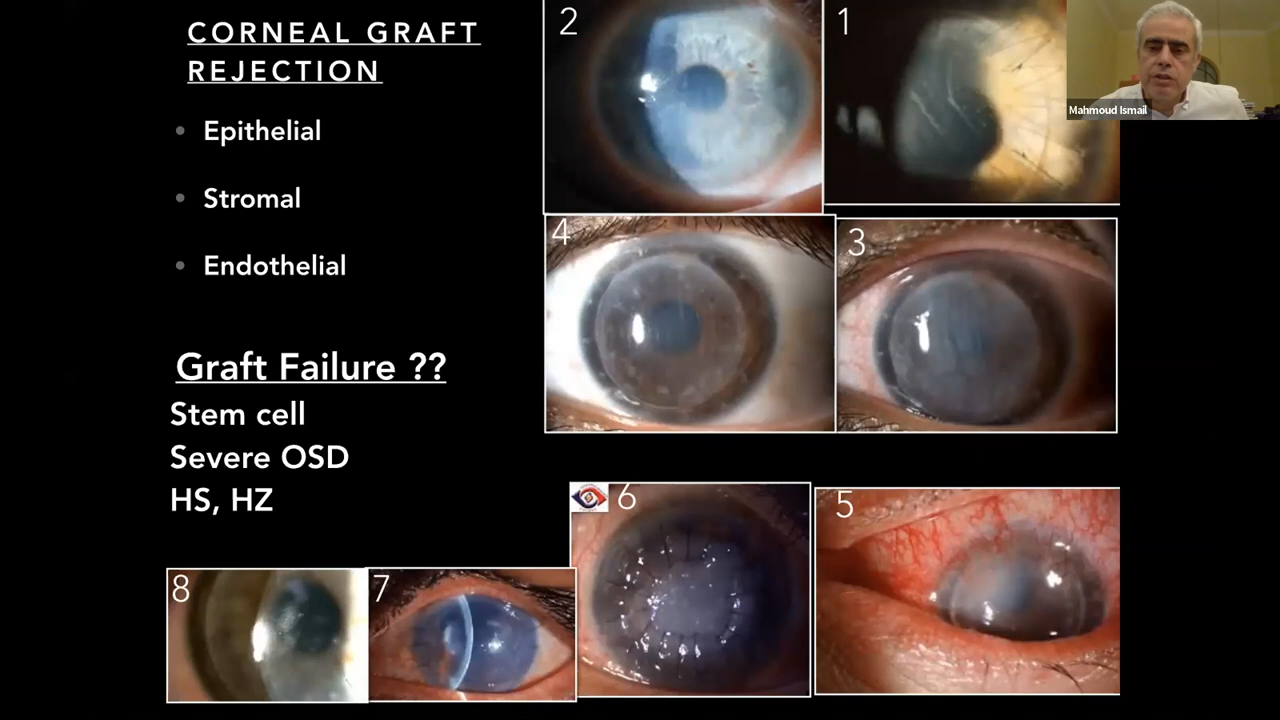 CORNEAL GRAFT
REJECTION
• Epithelial
• Stromal
• Endothelial
Graft Failure ??
Stem cell
Severe OSD
HS, HZ
2
1
Mahmoud Ismail
4
3
6
5
8
7